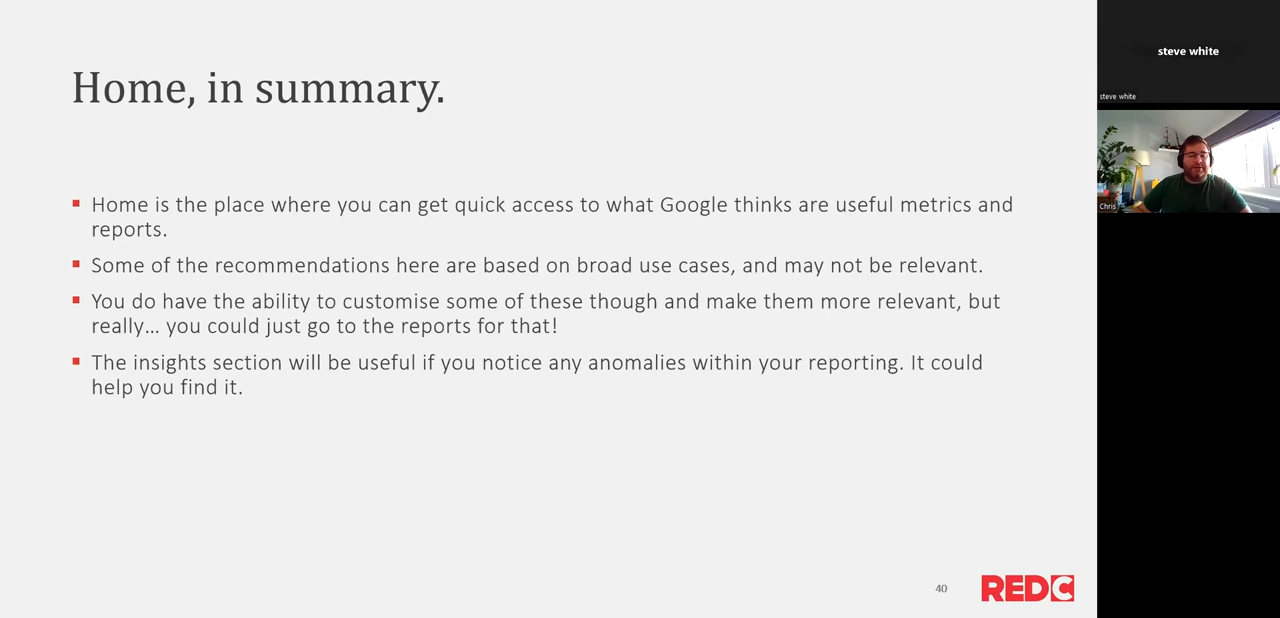 Home, in summary.
Home is the place where you can get quick access to what Google thinks are useful metrics and
reports.
Some of the recommendations here are based on broad use cases, and may not be relevant.
You do have the ability to customise some of these though and make them more relevant, but
really… you could just go to the reports for that!
The insights section will be useful if you notice any anomalies within your reporting. It could
help you find it.
40
REDC
steve white
steve white
Chris